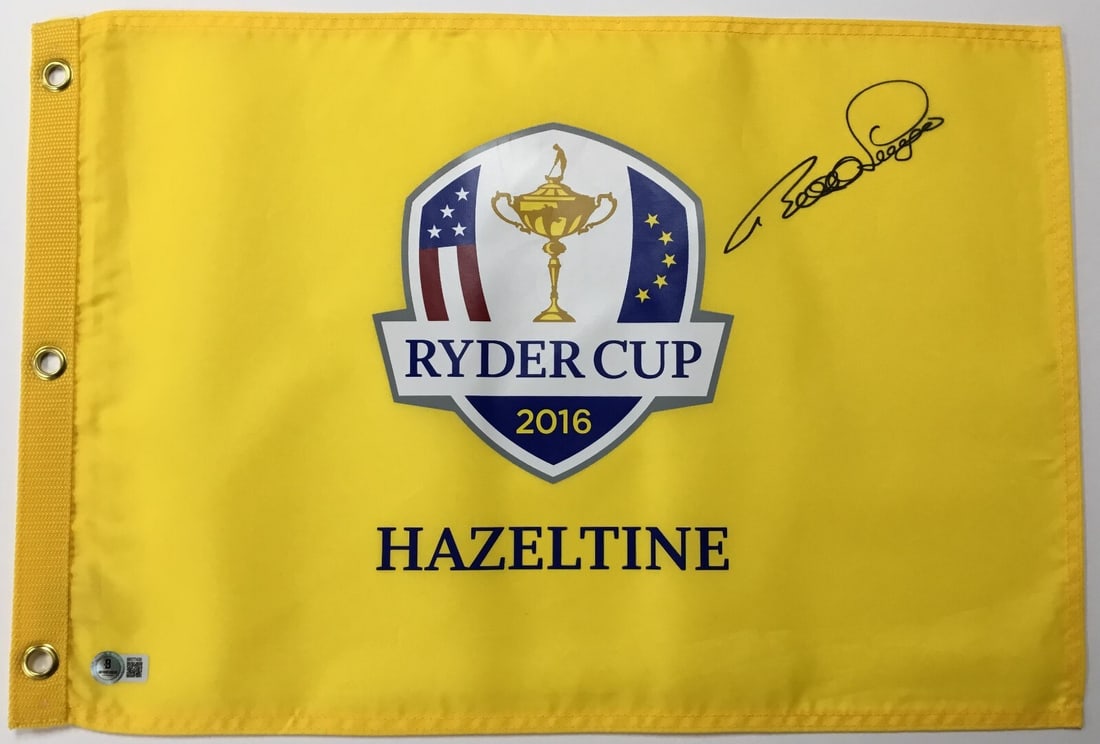 RYDER CUP
2016
HAZELTINE